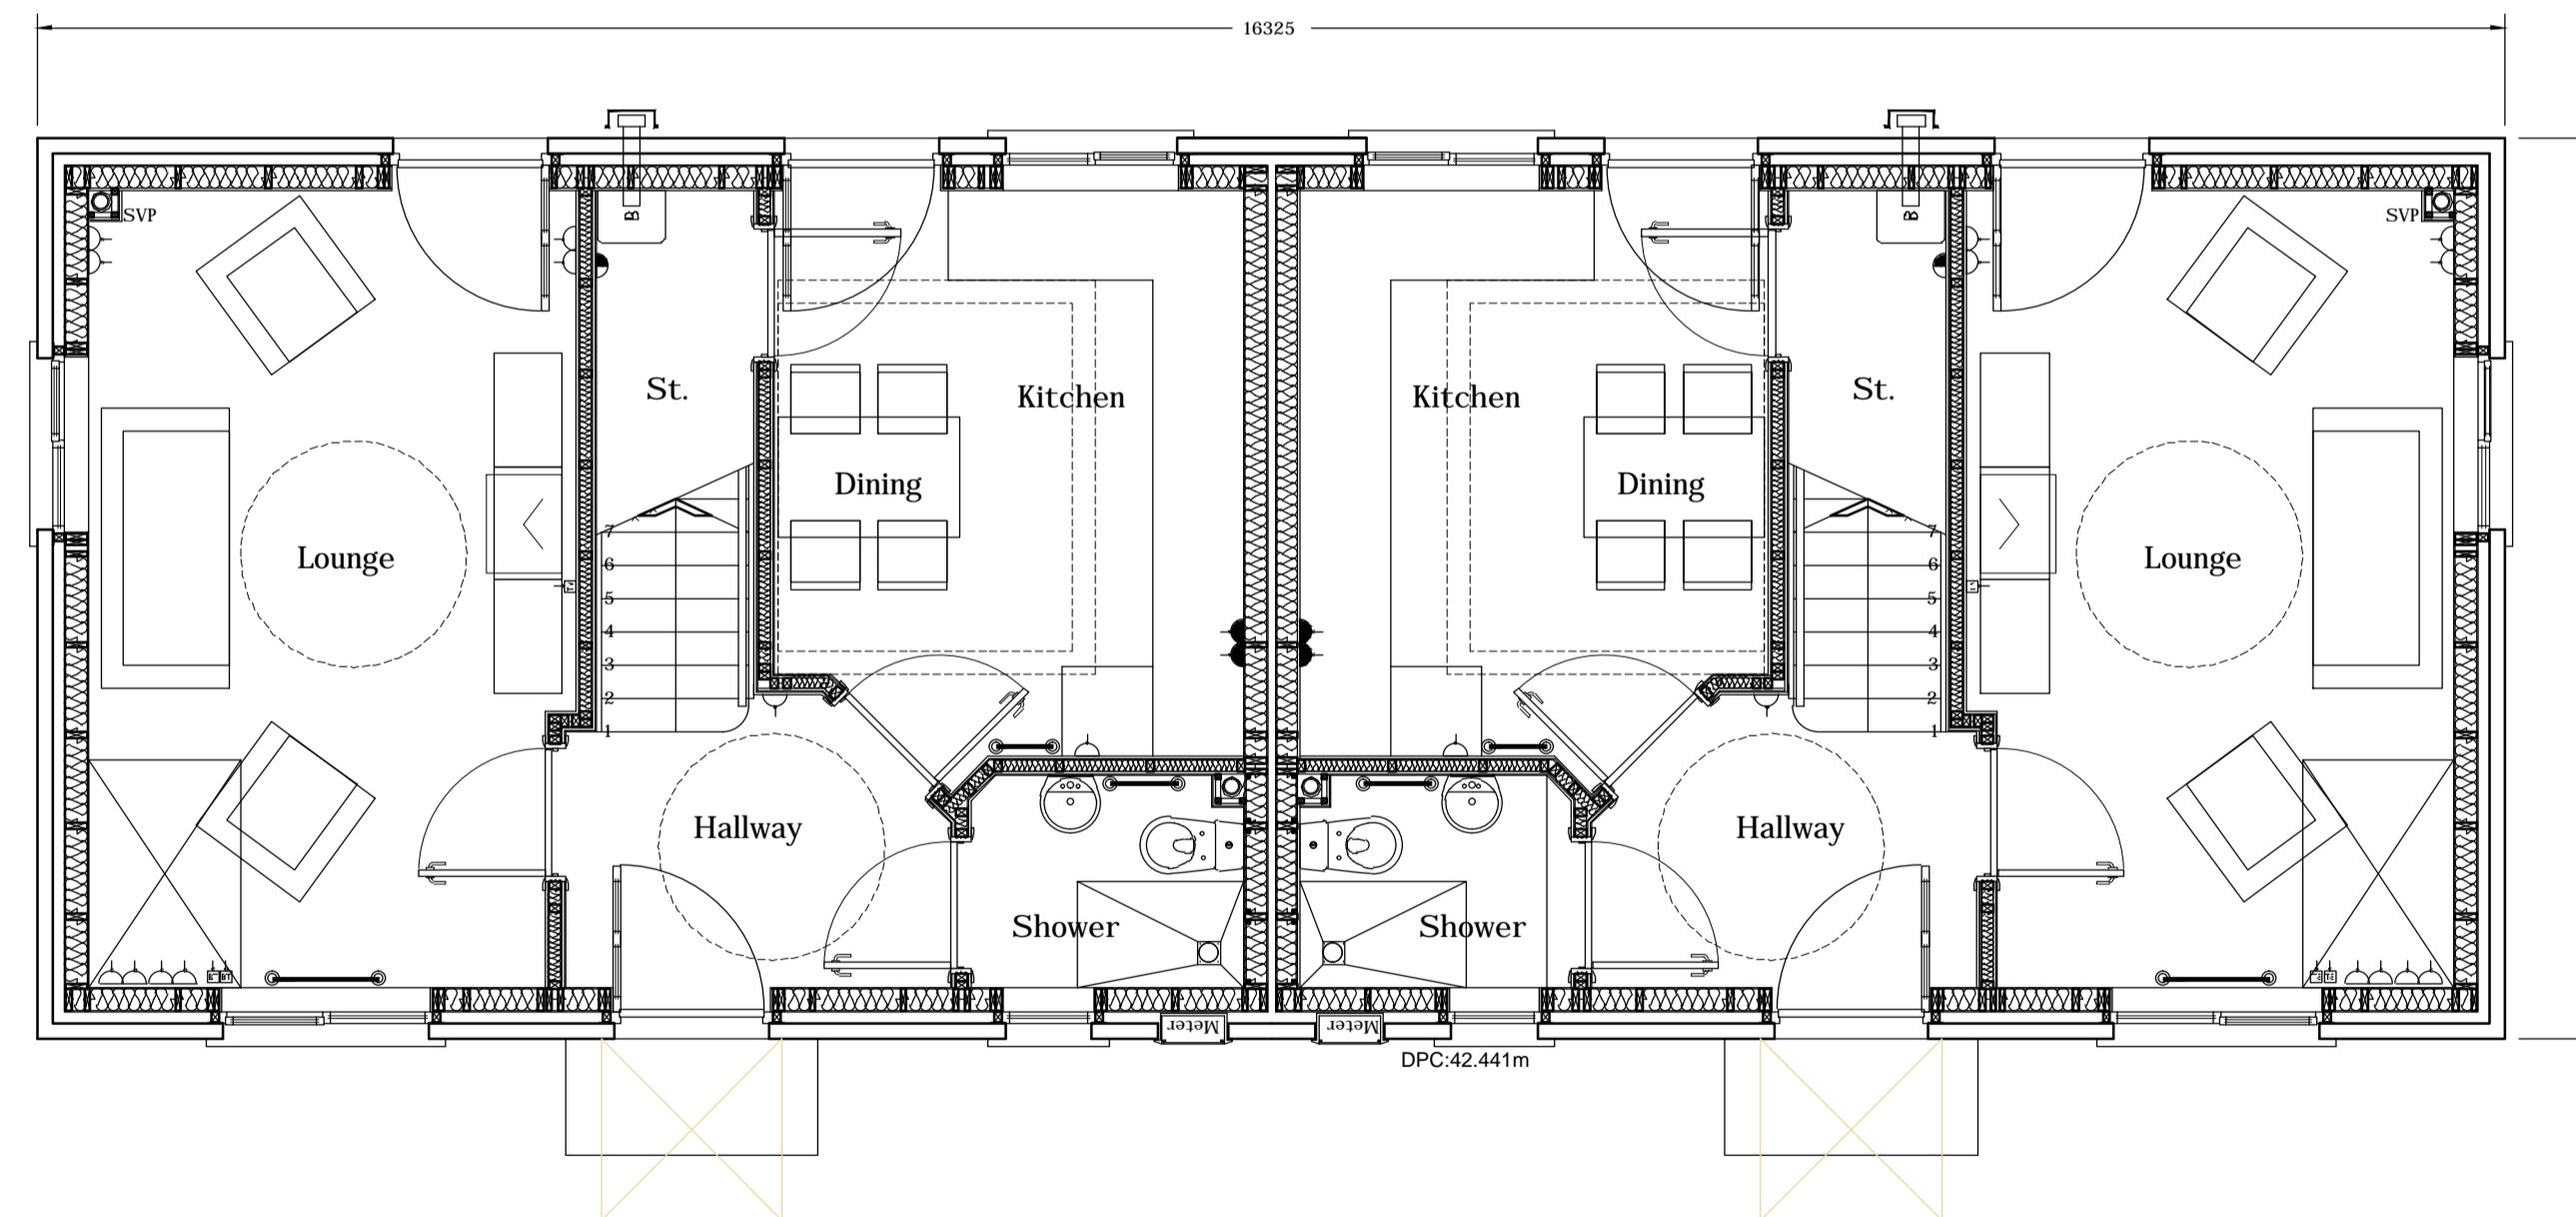 16325
SVP
B
B
SVP
St.
Kitchen
Kitchen
St.
Dining
Dining
Lounge
Lounge
7
6
5
4
3
2
1
7
6
5
4
3
2
1
Hallway
Hallway
Shower
Shower
BT
Meter
Meter
DPC:42.441m